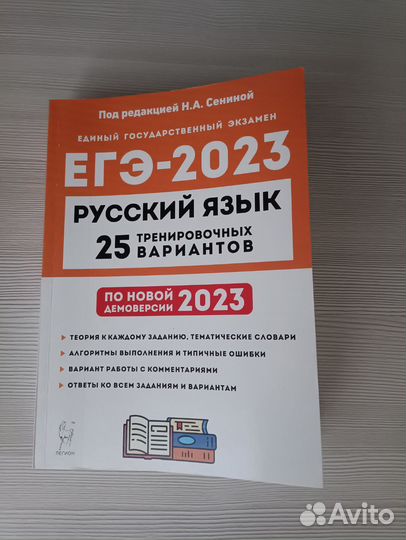 Под редакцией Н.А. Сениной
ЕДИНЫЙ ГОСУДАРСТВЕННЫЙ ЭКЗАМЕН
ЕГЭ-2023
РУССКИЙ ЯЗЫК
25 ТРЕНИРОВОЧНЫХ
ВАРИАНТОВ
ПО НОВОЙ
ДЕМОВЕРСИИ 2023
ТЕОРИЯ К КАЖДОМУ ЗАДАНИЮ, ТЕМАТИЧЕСКИЕ СЛОВАРИ
АЛГОРИТМЫ ВЫПОЛНЕНИЯ И ТИПИЧНЫЕ ОШИБКИ
ВАРИАНТ РАБОТЫ С КОММЕНТАРИЯМИ
ОТВЕТЫ КО ВСЕМ ЗАДАНИЯМ И ВАРИАНТАМ
ЛЕГИОН
Avito